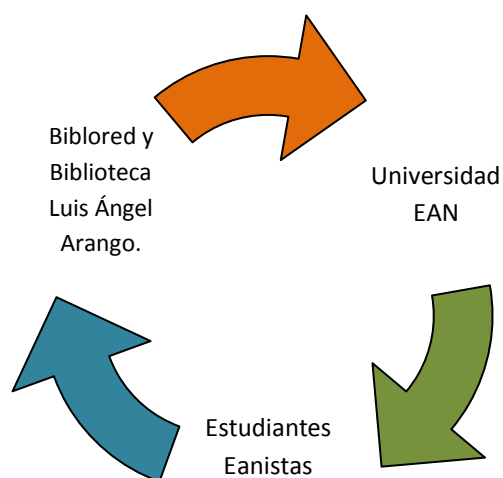 Biblored y
Biblioteca
Luis Ángel
Arango.
Universidad
EAN
Estudiantes
Eanistas